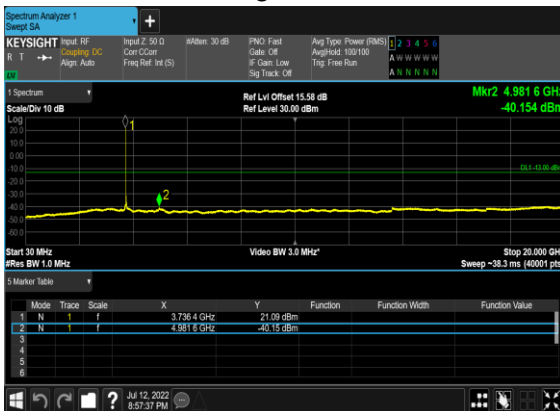 Spectrum Analyzer 1
Swept SA
+
KEYSIGHT Input: RF Input Z: 50 Ω #Atten: 30 dB PNO: Fast Avg Type: Power (RMS) 1 2 3 4 5 6
R T Coupling: DC Corr CCorr Gate: Off Avg|Hold: 100/100 A W W W W W
Align: Auto Freq Ref: Int (S) IF Gain: Low Trig: Free Run A N N N N N
Sig Track: Off
LV
1 Spectrum Ref Lvl Offset 15.58 dB Mkr2 4.981 6 GHz
Scale/Div 10 dB Ref Level 30.00 dBm -40.154 dBm
Log
20.0
10.0
0.00
-10.0
-20.0
-30.0
-40.0
-50.0
-60.0
1
2
DL1 -13.00 dBm
Start 30 MHz Video BW 3.0 MHz* Stop 20.000 GHz
#Res BW 1.0 MHz Sweep ~38.3 ms (40001 pts)
5 Marker Table
Mode Trace Scale X Y Function Function Width Function Value
1 N 1 f 3.736 4 GHz 21.09 dBm
2 N 1 f 4.981 6 GHz -40.15 dBm
3
4
5
6
? Jul 12, 2022
8:57:37 PM